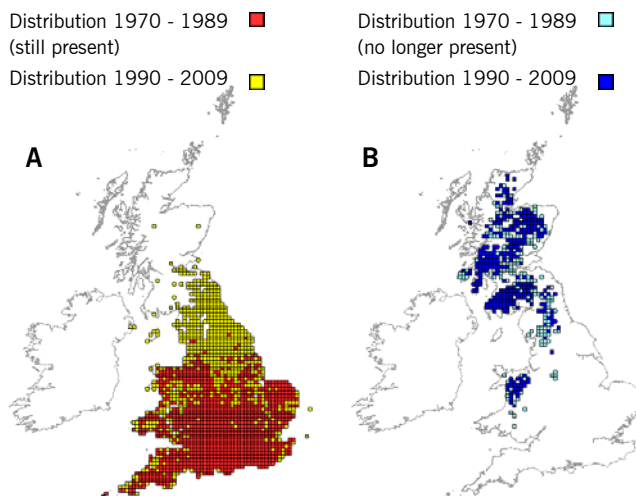 Distribution 1970 - 1989
(still present)
Distribution 1990 - 2009
A
Distribution 1970 - 1989
(no longer present)
Distribution 1990 - 2009
B